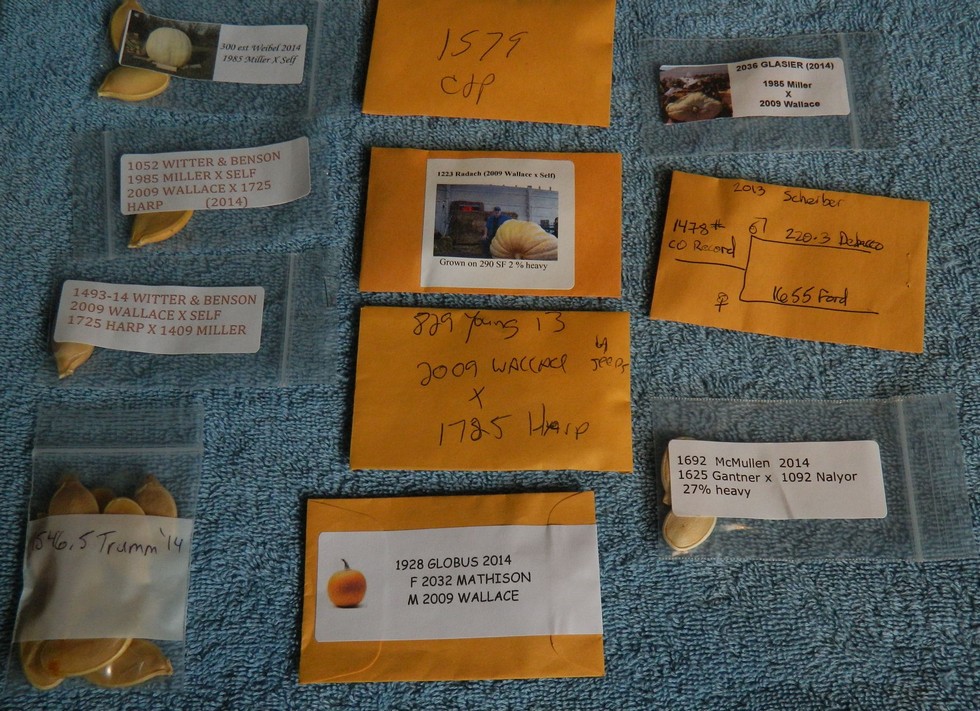 300 est Weibel 2014
1985 Miller X Self
1579
2036 GLASIER (2014)
1985 Miller
X
2009 Wallace
1052 WITTER & BENSON
1985 MILLER X SELF
2009 WALLACE X 1725
HARP (2014)
1223 Radach (2009 Wallace x Self)
Grown on 290 SF 2 % heavy
2013 Scheiber
1478#
CO Record
♂ 220.3 Debacco
♀ 1655 Ford
1493-14 WITTER & BENSON
2009 WALLACE X SELF
1725 HARP X 1409 MILLER
829 Young 13
2009 WALLACE
X
1725 Harp
1692 McMullen 2014
1625 Gantner x 1092 Nalyor
27% heavy
1546.5 Tramm '14
1928 GLOBUS 2014
F 2032 MATHISON
M 2009 WALLACE